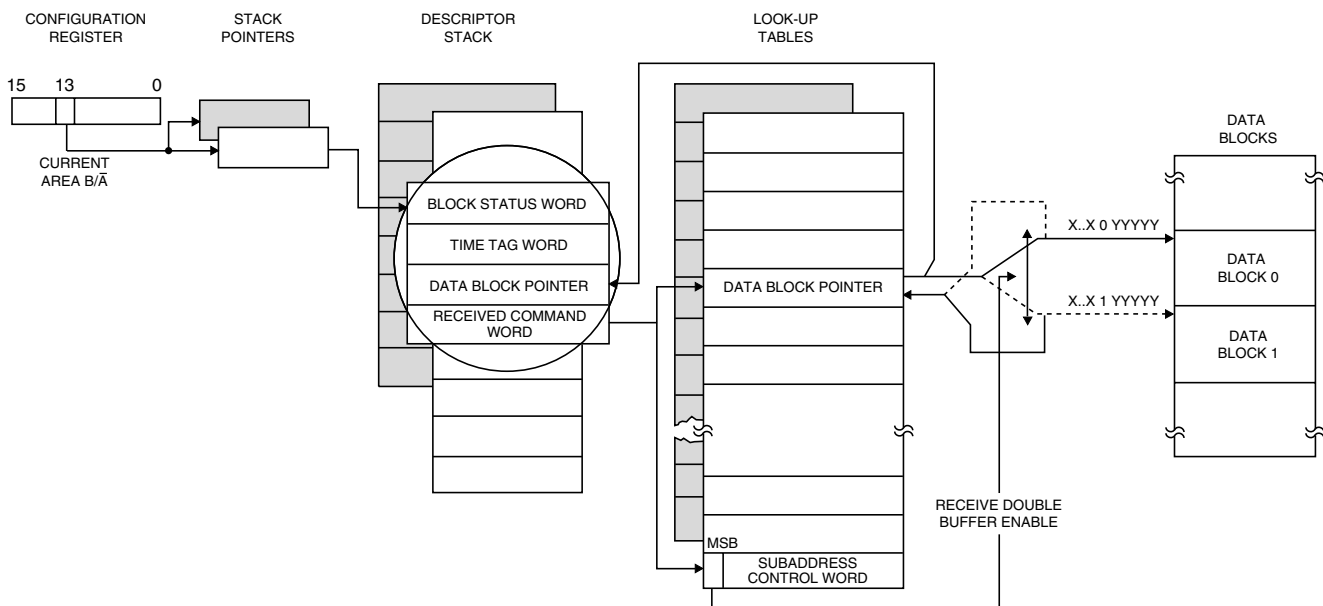 CONFIGURATION
REGISTER
STACK
POINTERS
DESCRIPTOR
STACK
LOOK-UP
TABLES
15 13 0
CURRENT
AREA B/A̅
BLOCK STATUS WORD
TIME TAG WORD
DATA BLOCK POINTER
RECEIVED COMMAND
WORD
DATA BLOCK POINTER
MSB
SUBADDRESS
CONTROL WORD
X..X 0 YYYYY
X..X 1 YYYYY
RECEIVE DOUBLE
BUFFER ENABLE
DATA
BLOCKS
DATA
BLOCK 0
DATA
BLOCK 1